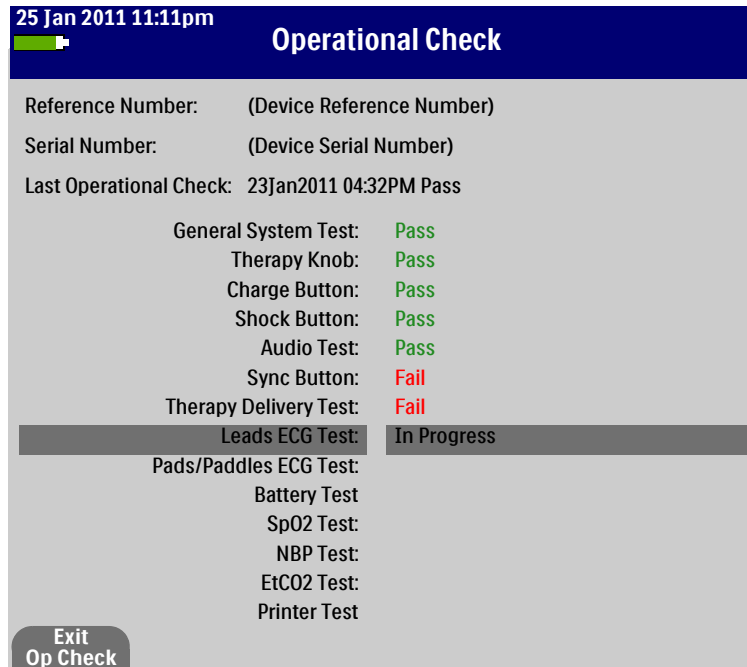 25 Jan 2011 11:11pm
Operational Check
Reference Number: (Device Reference Number)
Serial Number: (Device Serial Number)
Last Operational Check: 23Jan2011 04:32PM Pass
General System Test: Pass
Therapy Knob: Pass
Charge Button: Pass
Shock Button: Pass
Audio Test: Pass
Sync Button: Fail
Therapy Delivery Test: Fail
Leads ECG Test: In Progress
Pads/Paddles ECG Test:
Battery Test
SpO2 Test:
NBP Test:
EtCO2 Test:
Printer Test
Exit
Op Check